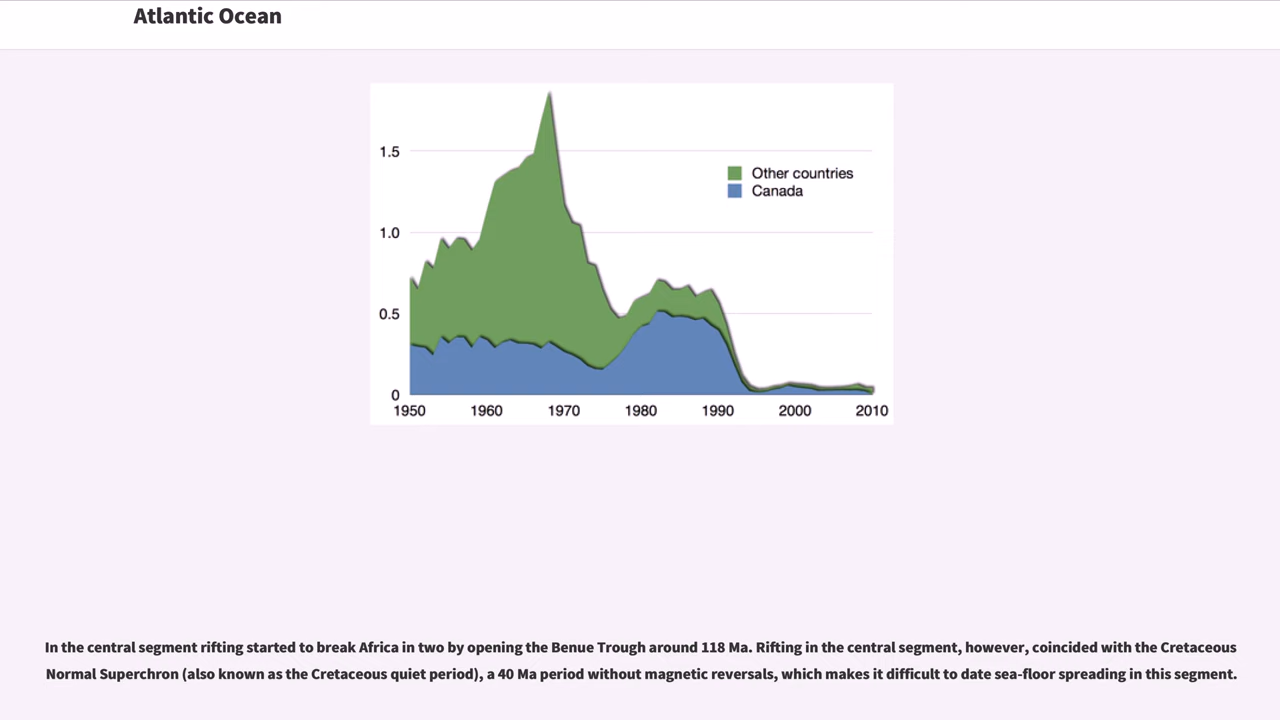 Atlantic Ocean
1.5
Other countries
Canada
1.0
0.5
0
1950 1960 1970 1980 1990 2000 2010
In the central segment rifting started to break Africa in two by opening the Benue Trough around 118 Ma. Rifting in the central segment, however, coincided with the Cretaceous
Normal Superchron (also known as the Cretaceous quiet period), a 40 Ma period without magnetic reversals, which makes it difficult to date sea-floor spreading in this segment.